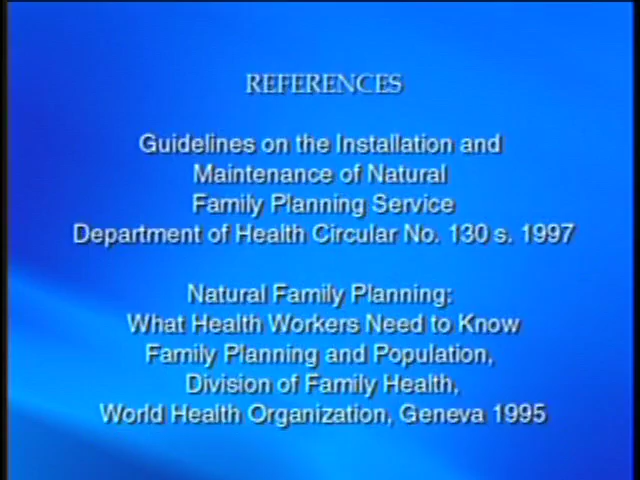 REFERENCES
Guidelines on the Installation and
Maintenance of Natural
Family Planning Service
Department of Health Circular No. 130 s. 1997
Natural Family Planning:
What Health Workers Need to Know
Family Planning and Population,
Division of Family Health,
World Health Organization, Geneva 1995